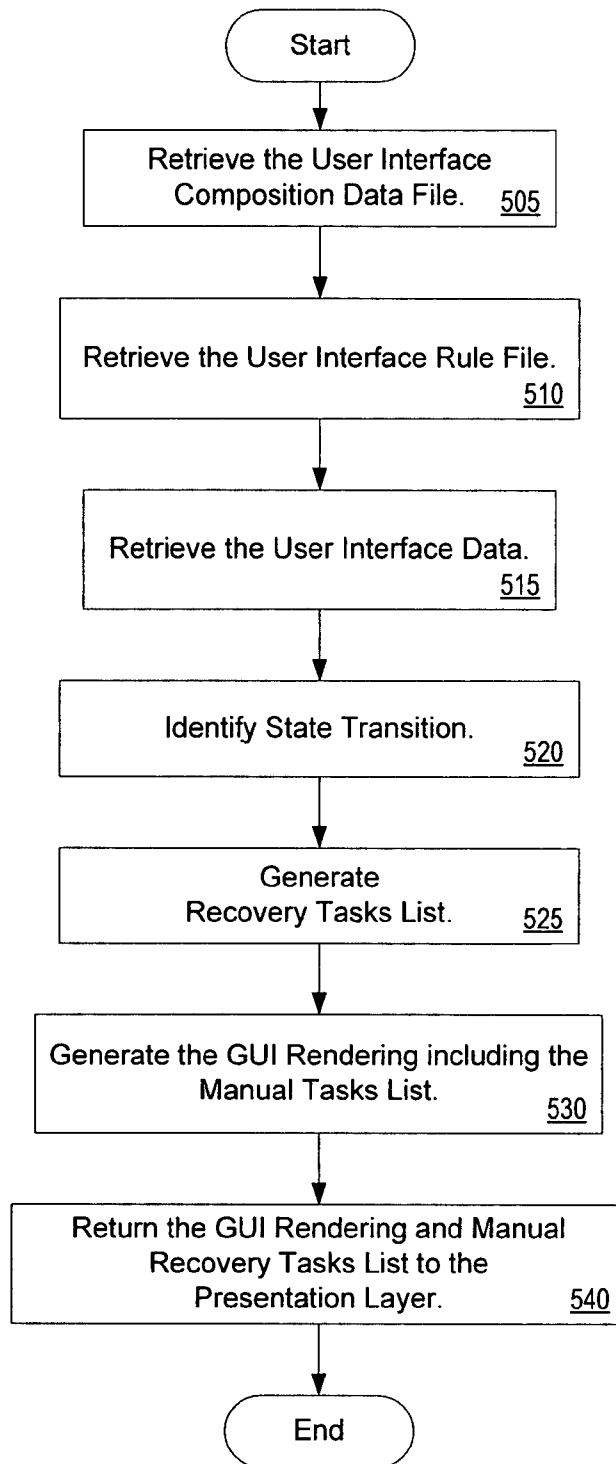 Start
Retrieve the User Interface
Composition Data File.
505
Retrieve the User Interface Rule File.
510
Retrieve the User Interface Data.
515
Identify State Transition.
520
Generate
Recovery Tasks List.
525
Generate the GUI Rendering including the
Manual Tasks List.
530
Return the GUI Rendering and Manual
Recovery Tasks List to the
Presentation Layer.
540
End